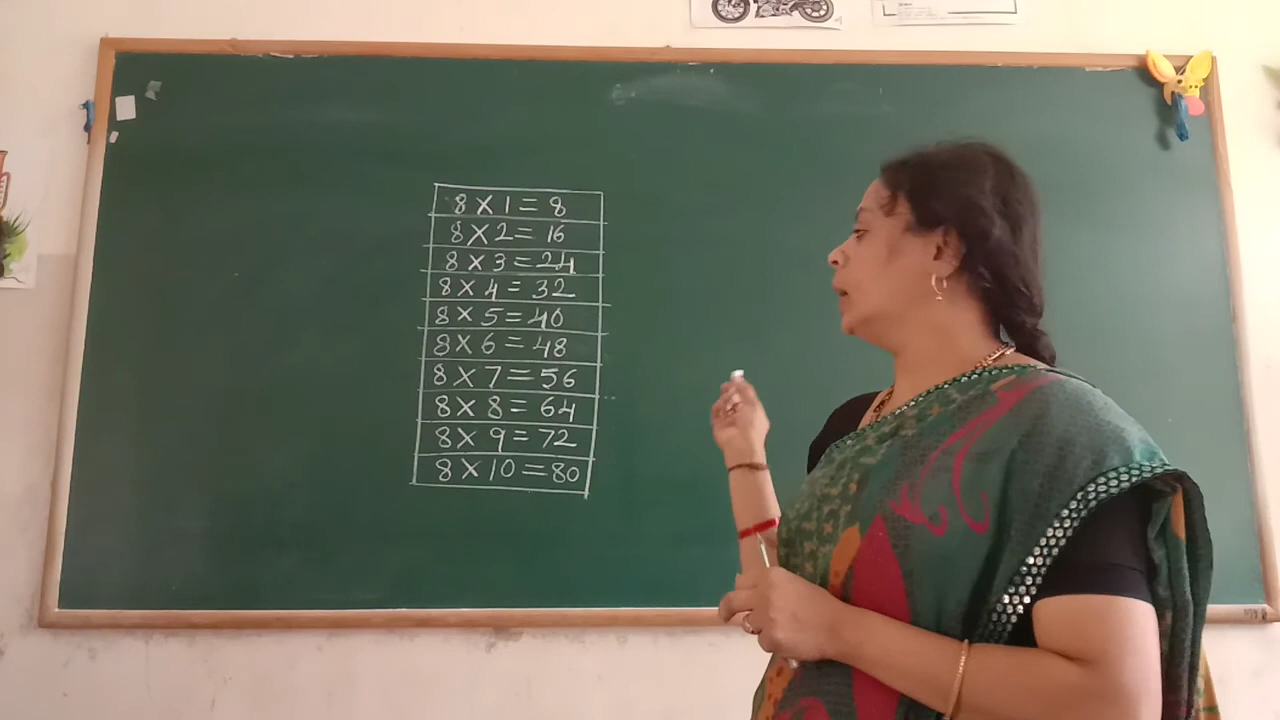 8 X 1 = 8
8 X 2 = 16
8 X 3 = 24
8 X 4 = 32
8 X 5 = 40
8 X 6 = 48
8 X 7 = 56
8 X 8 = 64
8 X 9 = 72
8 X 10 = 80